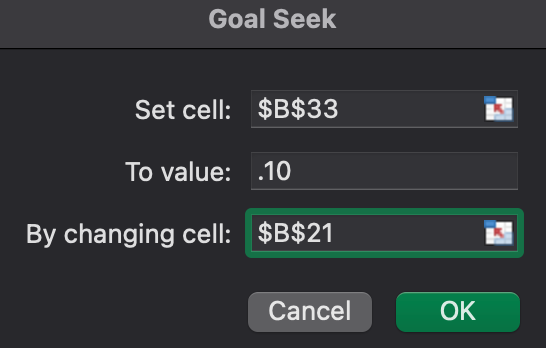 Goal Seek
Set cell: $B$33
To value: .10
By changing cell: $B$21
Cancel OK